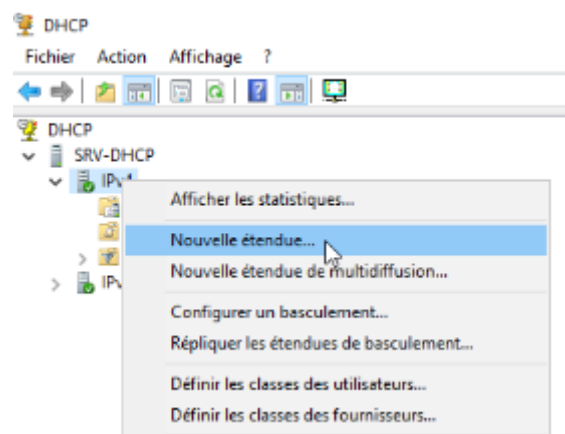 DHCP
Fichier Action Affichage ?
DHCP
SRV-DHCP
IPv4
Afficher les statistiques...
Nouvelle étendue...
Nouvelle étendue de multidiffusion...
IPv
Configurer un basculement...
Répliquer les étendues de basculement...
Définir les classes des utilisateurs...
Définir les classes des fournisseurs...